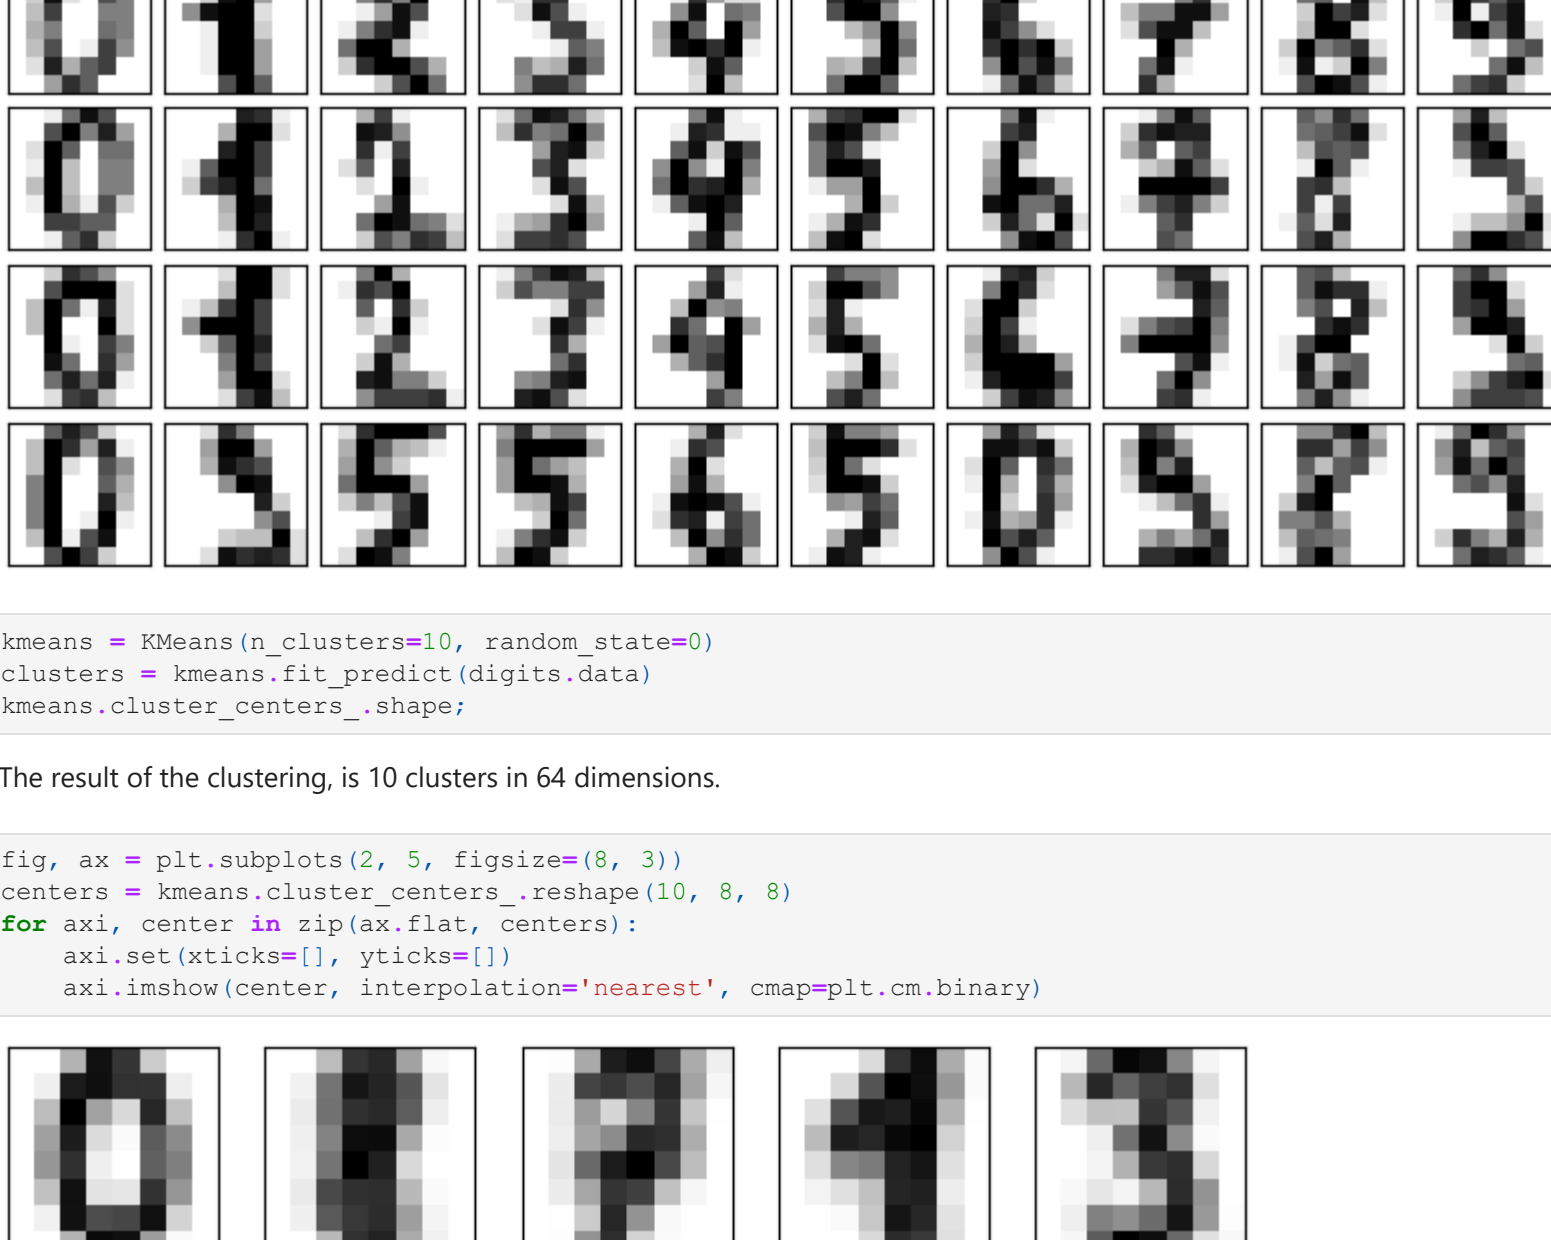 kmeans = KMeans(n_clusters=10, random_state=0)
clusters = kmeans.fit_predict(digits.data)
kmeans.cluster_centers_.shape;
The result of the clustering, is 10 clusters in 64 dimensions.
fig, ax = plt.subplots(2, 5, figsize=(8, 3))
centers = kmeans.cluster_centers_.reshape(10, 8, 8)
for axi, center in zip(ax.flat, centers):
    axi.set(xticks=[], yticks=[])
    axi.imshow(center, interpolation='nearest', cmap=plt.cm.binary)